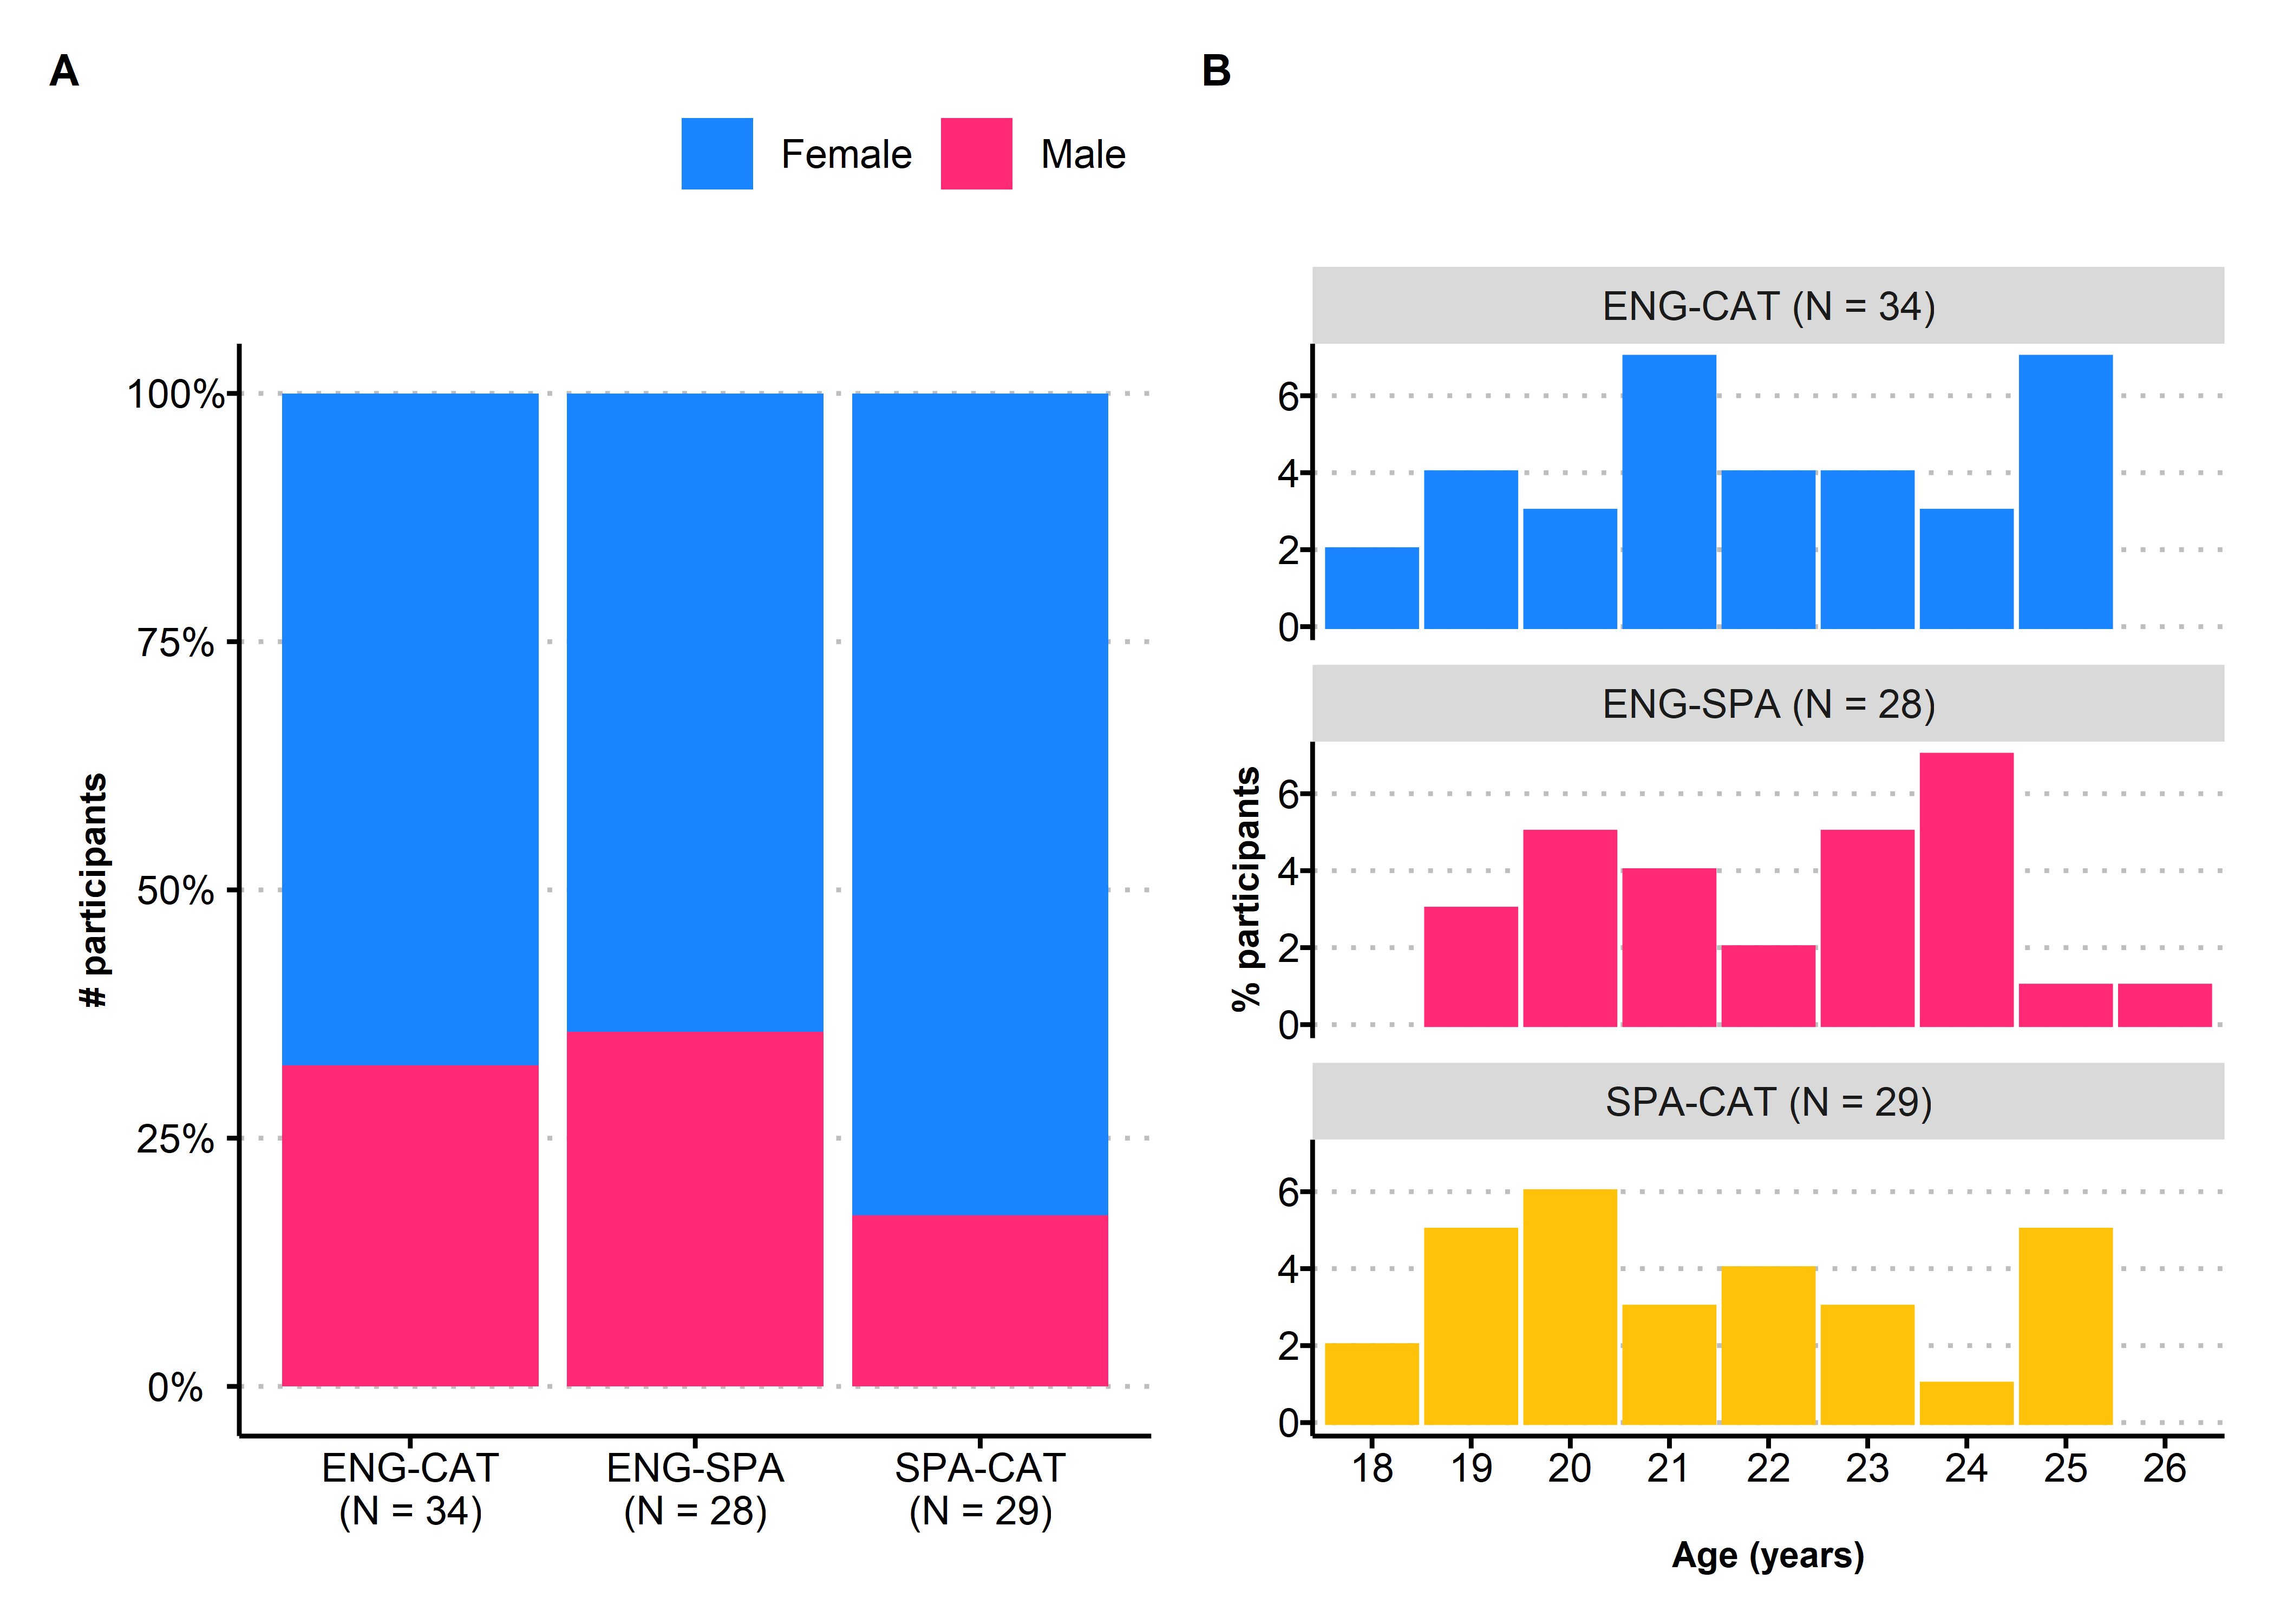 A
Female
Male
100%
75%
50%
25%
0%
# participants
ENG-CAT
(N = 34)
ENG-SPA
(N = 28)
SPA-CAT
(N = 29)
B
ENG-CAT (N = 34)
6
4
2
0
ENG-SPA (N = 28)
6
4
2
0
SPA-CAT (N = 29)
6
4
2
0
% participants
18 19 20 21 22 23 24 25 26
Age (years)